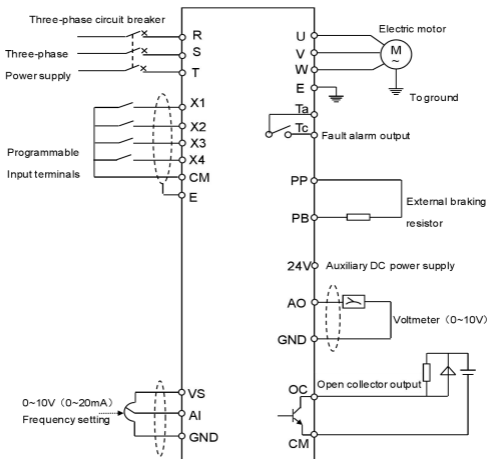 Three-phase circuit breaker
Three-phase
Power supply
R
S
T
X1
X2
X3
X4
CM
E
Programmable
Input terminals
VS
AI
GND
0~10V（0~20mA）
Frequency setting
U
V
W
E
Electric motor
M
~
To ground
Ta
Tc
Fault alarm output
PP
PB
External braking
resistor
24V
Auxiliary DC power supply
AO
GND
Voltmeter（0~10V）
OC
Open collector output
CM